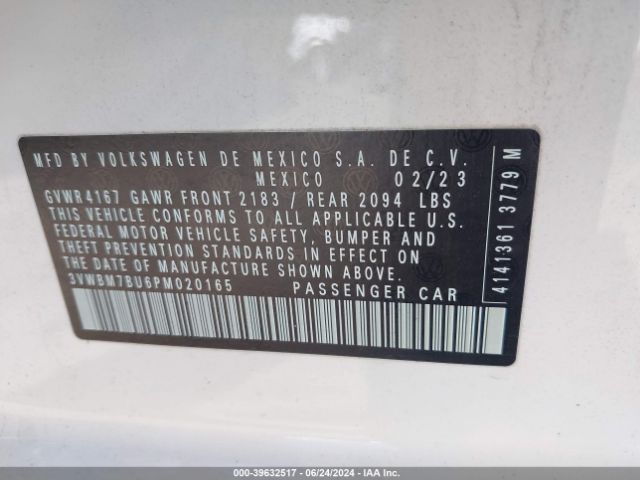 MFD BY VOLKSWAGEN DE MEXICO S.A. DE C.V.
MEXICO 02/23
GVWR 4167 GAWR FRONT 2183 / REAR 2094 LBS
THIS VEHICLE CONFORMS TO ALL APPLICABLE U.S.
FEDERAL MOTOR VEHICLE SAFETY, BUMPER AND
THEFT PREVENTION STANDARDS IN EFFECT ON
THE DATE OF MANUFACTURE SHOWN ABOVE.
3VWBM7BU6PM020165 PASSENGER CAR
4141361 3779 M
000-39632517 - 06/24/2024 - IAA Inc.